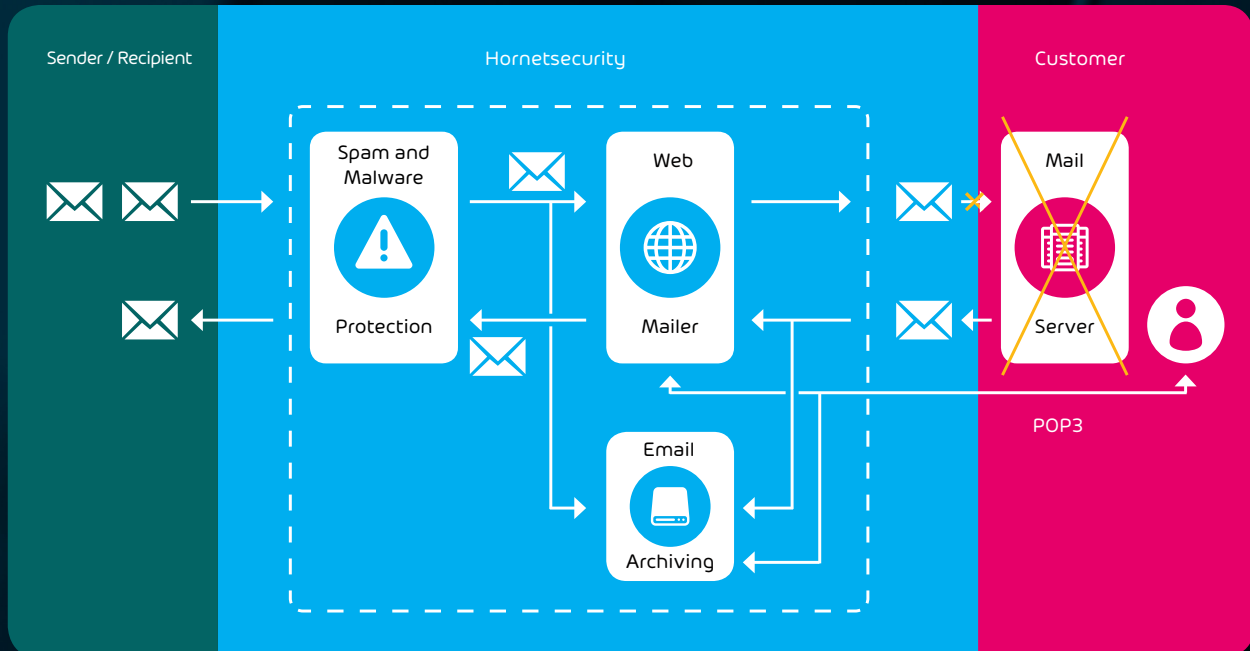 Sender / Recipient
Hornetsecurity
Customer
Spam and
Malware
Protection
Web
Mailer
Mail
Server
POP3
Email
Archiving